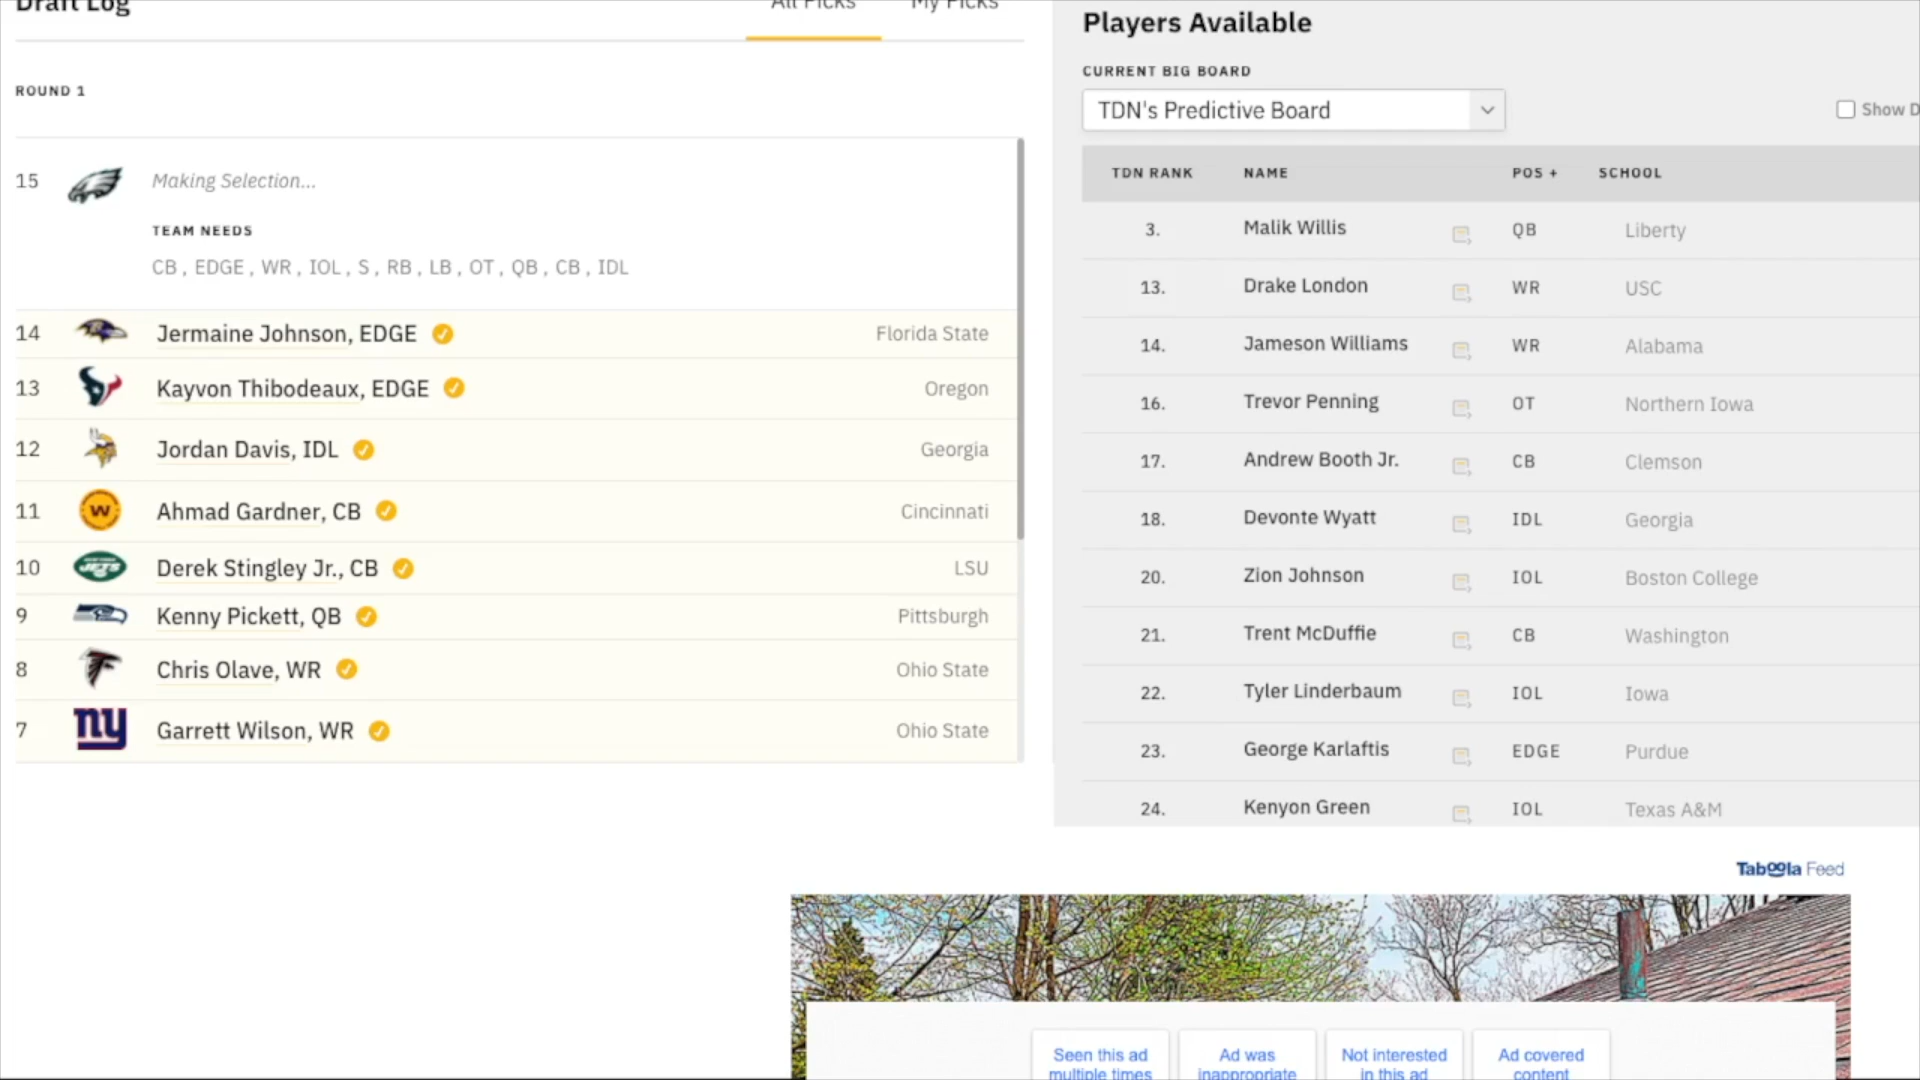 Draft Log
All Picks
My Picks
ROUND 1
15
Making Selection...
TEAM NEEDS
CB , EDGE , WR , IOL , S , RB , LB , OT , QB , CB , IDL
14 Jermaine Johnson, EDGE Florida State
13 Kayvon Thibodeaux, EDGE Oregon
12 Jordan Davis, IDL Georgia
11 W Ahmad Gardner, CB Cincinnati
10 JETS Derek Stingley Jr., CB LSU
9 Kenny Pickett, QB Pittsburgh
8 Chris Olave, WR Ohio State
7 ny Garrett Wilson, WR Ohio State
Players Available
CURRENT BIG BOARD
TDN's Predictive Board
Show D
TDN RANK NAME POS + SCHOOL
3. Malik Willis QB Liberty
13. Drake London WR USC
14. Jameson Williams WR Alabama
16. Trevor Penning OT Northern Iowa
17. Andrew Booth Jr. CB Clemson
18. Devonte Wyatt IDL Georgia
20. Zion Johnson IOL Boston College
21. Trent McDuffie CB Washington
22. Tyler Linderbaum IOL Iowa
23. George Karlaftis EDGE Purdue
24. Kenyon Green IOL Texas A&M
Taboola Feed
Seen this ad
multiple times
Ad was
inappropriate
Not interested
in this ad
Ad covered
content